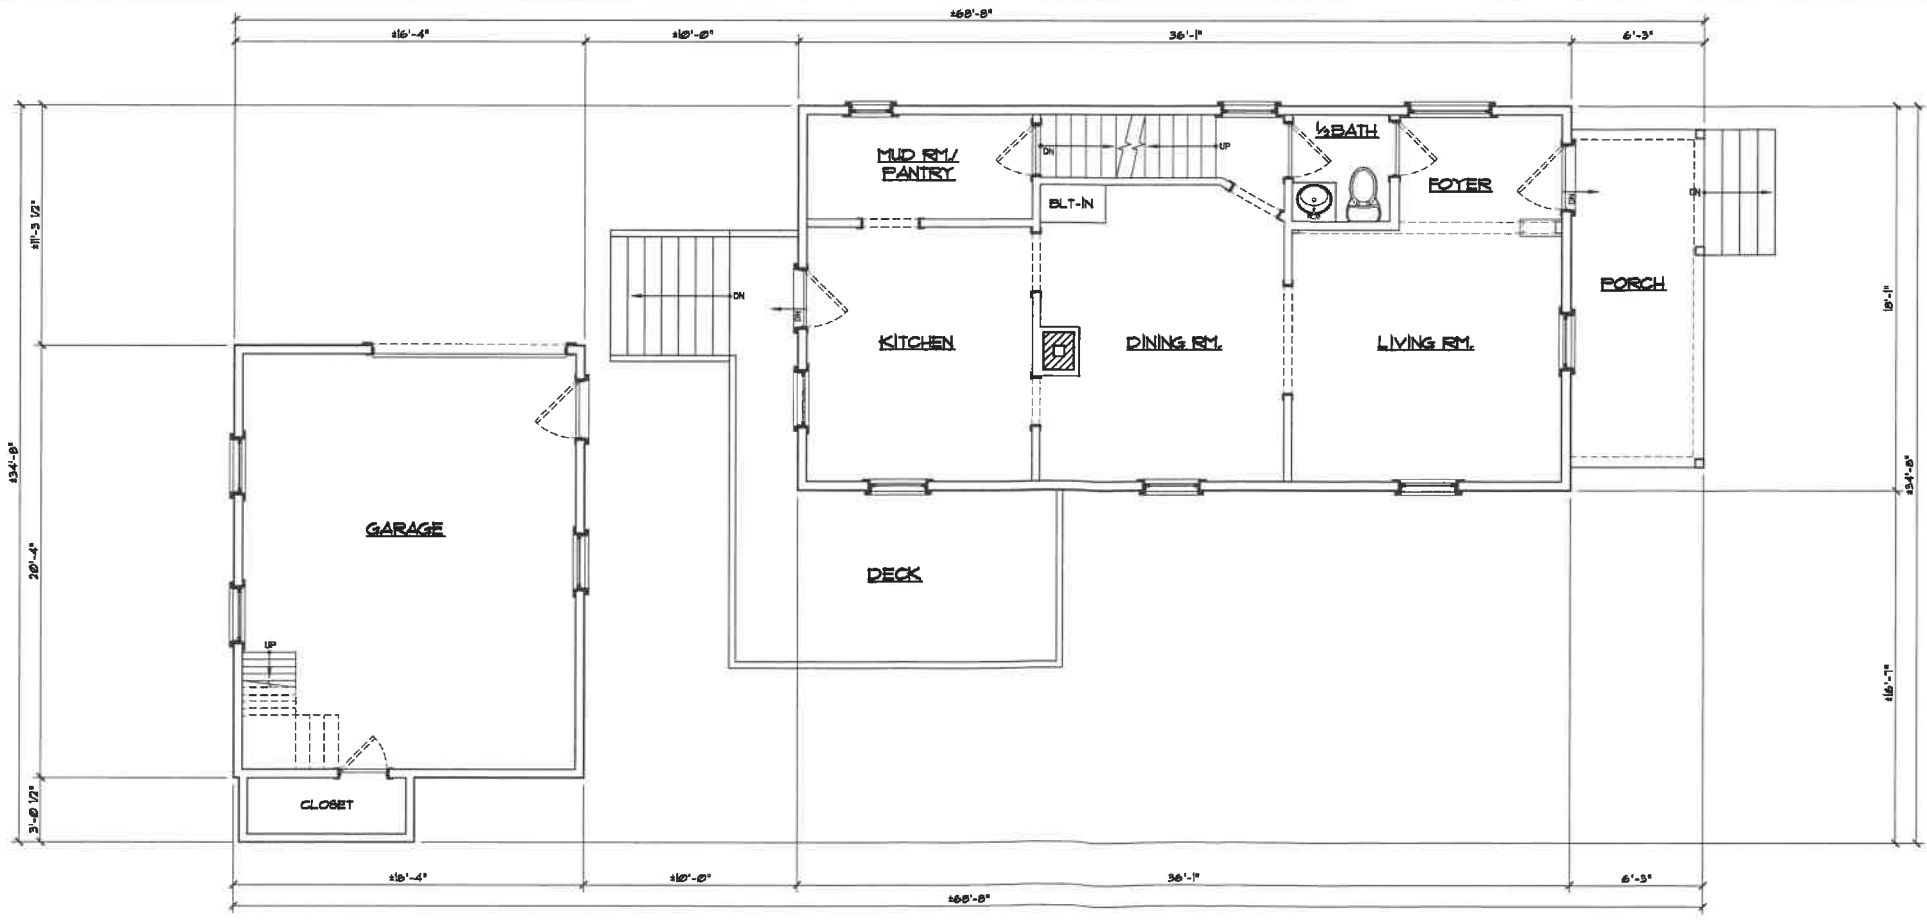 ±68'-8"
±16'-4"
±10'-0"
36'-1"
6'-3"
½ BATH
MUD RM./
PANTRY
DN
UP
FOYER
DN
DN
BLT-IN
±11'-3 1/2"
PORCH
18'-1"
DN
DN
KITCHEN
DINING RM.
LIVING RM.
±34'-8"
±34'-8"
GARAGE
20'-4"
DECK
UP
±16'-7"
CLOSET
3'-0 1/2"
±16'-4"
±10'-0"
36'-1"
6'-3"
±68'-8"